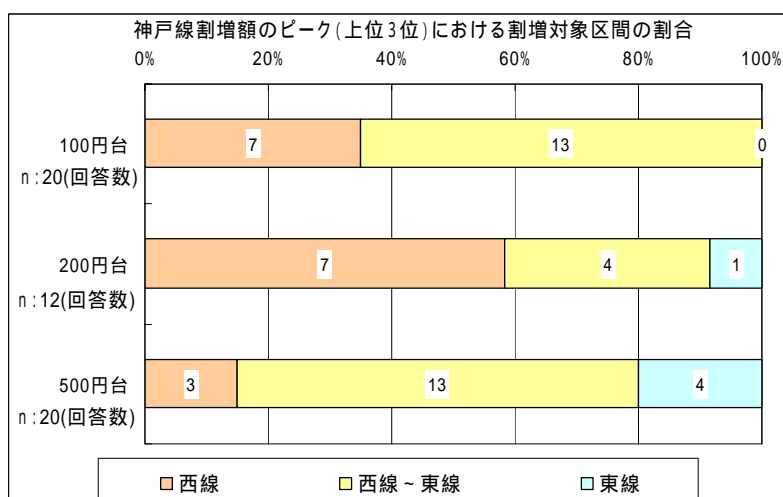 神戸線割増額のピーク(上位3位)における割増対象区間の割合
0% 20% 40% 60% 80% 100%
100円台
n:20(回答数)
7 13 0
200円台
n:12(回答数)
7 4 1
500円台
n:20(回答数)
3 13 4
西線 西線~東線 東線